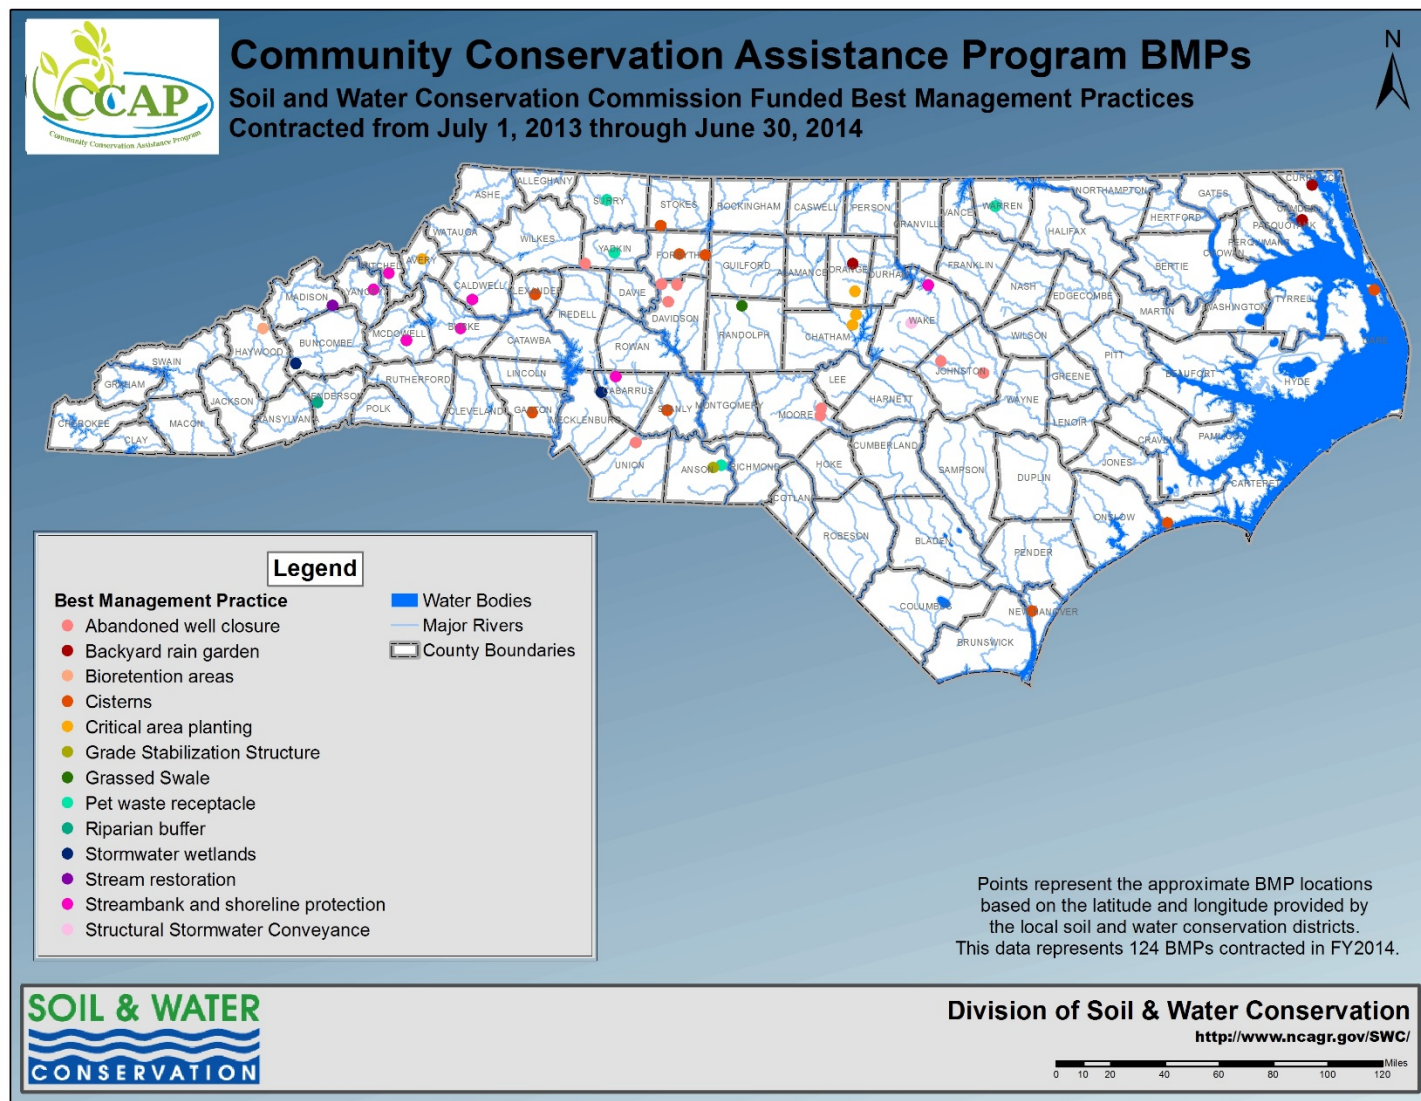 CCAP
Community Conservation Assistance Program
Community Conservation Assistance Program BMPs
Soil and Water Conservation Commission Funded Best Management Practices
Contracted from July 1, 2013 through June 30, 2014
N
ALLEGHANY
ASHE
SURRY
STOKES
ROCKINGHAM
CASWELL
PERSON
GRANVILLE
VANCE
WARREN
NORTHAMPTON
GATES
HERTFORD
HALIFAX
WATAUGA
WILKES
YADKIN
FORSYTH
GUILFORD
ALAMANCE
ORANGE
DURHAM
FRANKLIN
NASH
EDGECOMBE
BERTIE
CHOWAN
PERQUIMANS
PASQUOTANK
MARTIN
WASHINGTON
TYRRELL
DARE
MITCHELL
AVERY
YANCEY
CALDWELL
ALEXANDER
IREDELL
DAVIE
DAVIDSON
RANDOLPH
CHATHAM
WAKE
WILSON
PITT
BEAUFORT
HYDE
MADISON
BUNCOMBE
MCDOWELL
BURKE
CATAWBA
ROWAN
LINCOLN
HAYWOOD
SWAIN
GRAHAM
JACKSON
CHEROKEE
CLAY
MACON
TRANSYLVANIA
HENDERSON
POLK
RUTHERFORD
CLEVELAND
GASTON
MECKLENBURG
CABARRUS
STANLY
MONTGOMERY
MOORE
LEE
HARNETT
JOHNSTON
WAYNE
GREENE
LENOIR
CRAVEN
PAMLICO
JONES
CARTERET
UNION
ANSON
RICHMOND
HOKE
CUMBERLAND
SAMPSON
DUPLIN
ONSLOW
SCOTLAND
ROBESON
BLADEN
PENDER
COLUMBUS
NEW HANOVER
BRUNSWICK
Legend
Best Management Practice
Abandoned well closure
Backyard rain garden
Bioretention areas
Cisterns
Critical area planting
Grade Stabilization Structure
Grassed Swale
Pet waste receptacle
Riparian buffer
Stormwater wetlands
Stream restoration
Streambank and shoreline protection
Structural Stormwater Conveyance
Water Bodies
Major Rivers
County Boundaries
Points represent the approximate BMP locations
based on the latitude and longitude provided by
the local soil and water conservation districts.
This data represents 124 BMPs contracted in FY2014.
SOIL & WATER
CONSERVATION
Division of Soil & Water Conservation
http://www.ncagr.gov/SWC/
Miles
0 10 20 40 60 80 100 120